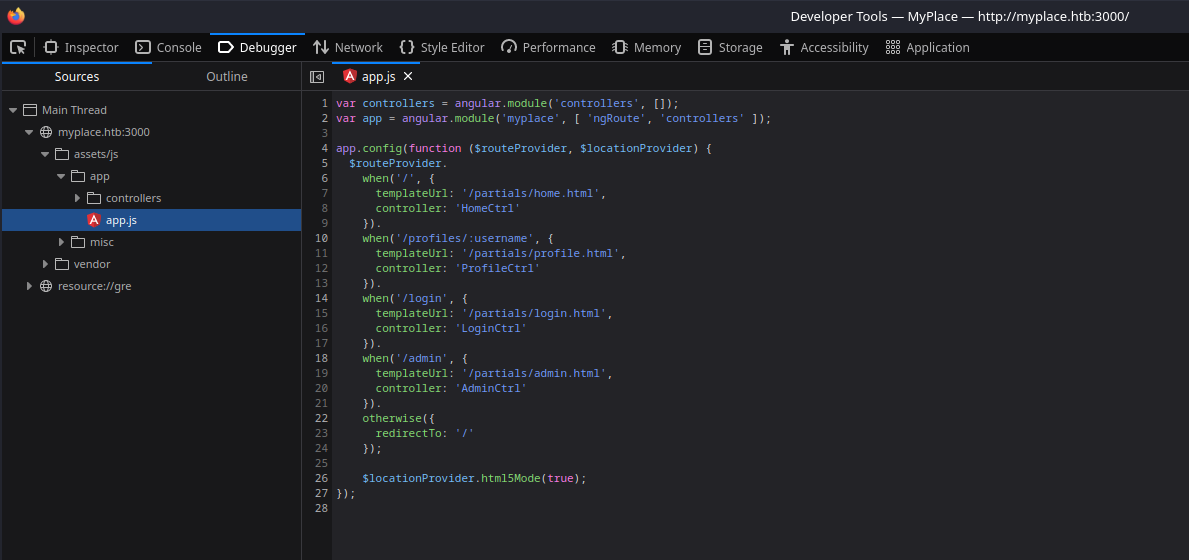 Developer Tools — MyPlace — http://myplace.htb:3000/
Inspector Console Debugger Network Style Editor Performance Memory Storage Accessibility Application
Sources Outline
app.js
Main Thread
myplace.htb:3000
assets/js
app
controllers
app.js
misc
vendor
resource://gre
1 var controllers = angular.module('controllers', []);
2 var app = angular.module('myplace', [ 'ngRoute', 'controllers' ]);
3
4 app.config(function ($routeProvider, $locationProvider) {
5   $routeProvider.
6     when('/', {
7       templateUrl: '/partials/home.html',
8       controller: 'HomeCtrl'
9     }).
10     when('/profiles/:username', {
11       templateUrl: '/partials/profile.html',
12       controller: 'ProfileCtrl'
13     }).
14     when('/login', {
15       templateUrl: '/partials/login.html',
16       controller: 'LoginCtrl'
17     }).
18     when('/admin', {
19       templateUrl: '/partials/admin.html',
20       controller: 'AdminCtrl'
21     }).
22     otherwise({
23       redirectTo: '/'
24     });
25
26     $locationProvider.html5Mode(true);
27 });
28